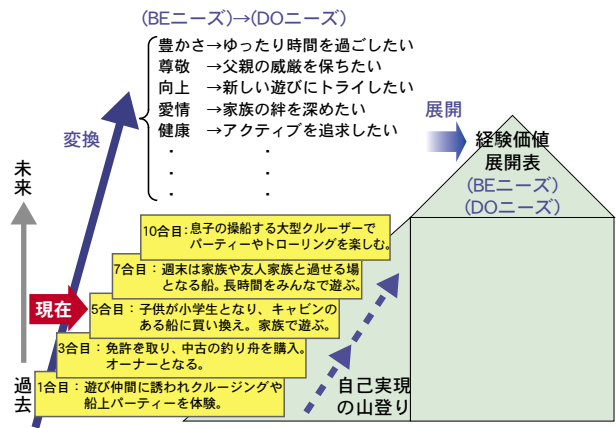 (BEニーズ)→(DOニーズ)
豊かさ→ゆったり時間を過ごしたい
尊敬　→父親の威厳を保ちたい
向上　→新しい遊びにトライしたい
愛情　→家族の絆を深めたい
健康　→アクティブを追求したい
・　　・
・　　・
・　　・
変換
展開
経験価値
展開表
(BEニーズ)
(DOニーズ)
未来
現在
過去
10合目：息子の操船する大型クルーザーで
パーティーやトローリングを楽しむ。
7合目：週末は家族や友人家族と過せる場
となる船。長時間をみんなで遊ぶ。
5合目：子供が小学生となり、キャビンの
ある船に買い換え。家族で遊ぶ。
3合目：免許を取り、中古の釣り舟を購入。
オーナーとなる。
1合目：遊び仲間に誘われクルージングや
船上パーティーを体験。
自己実現
の山登り